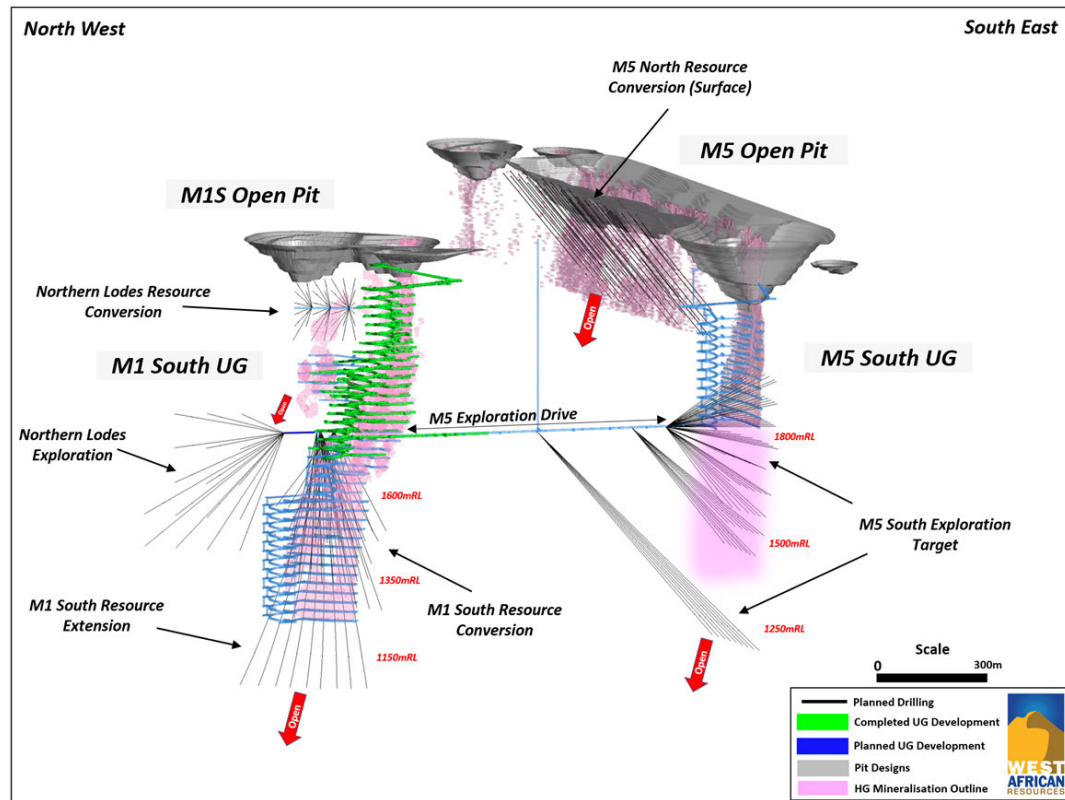 North West
South East
M5 North Resource
Conversion (Surface)
M5 Open Pit
M1S Open Pit
Northern Lodes Resource
Conversion
Open
M1 South UG
M5 South UG
Open
M5 Exploration Drive
Northern Lodes
Exploration
1800mRL
1600mRL
M5 South Exploration
Target
1500mRL
1350mRL
M1 South Resource
Extension
M1 South Resource
Conversion
1250mRL
1150mRL
Open
Open
Scale
0 300m
Planned Drilling
Completed UG Development
Planned UG Development
Pit Designs
HG Mineralisation Outline
WEST
AFRICAN
RESOURCES